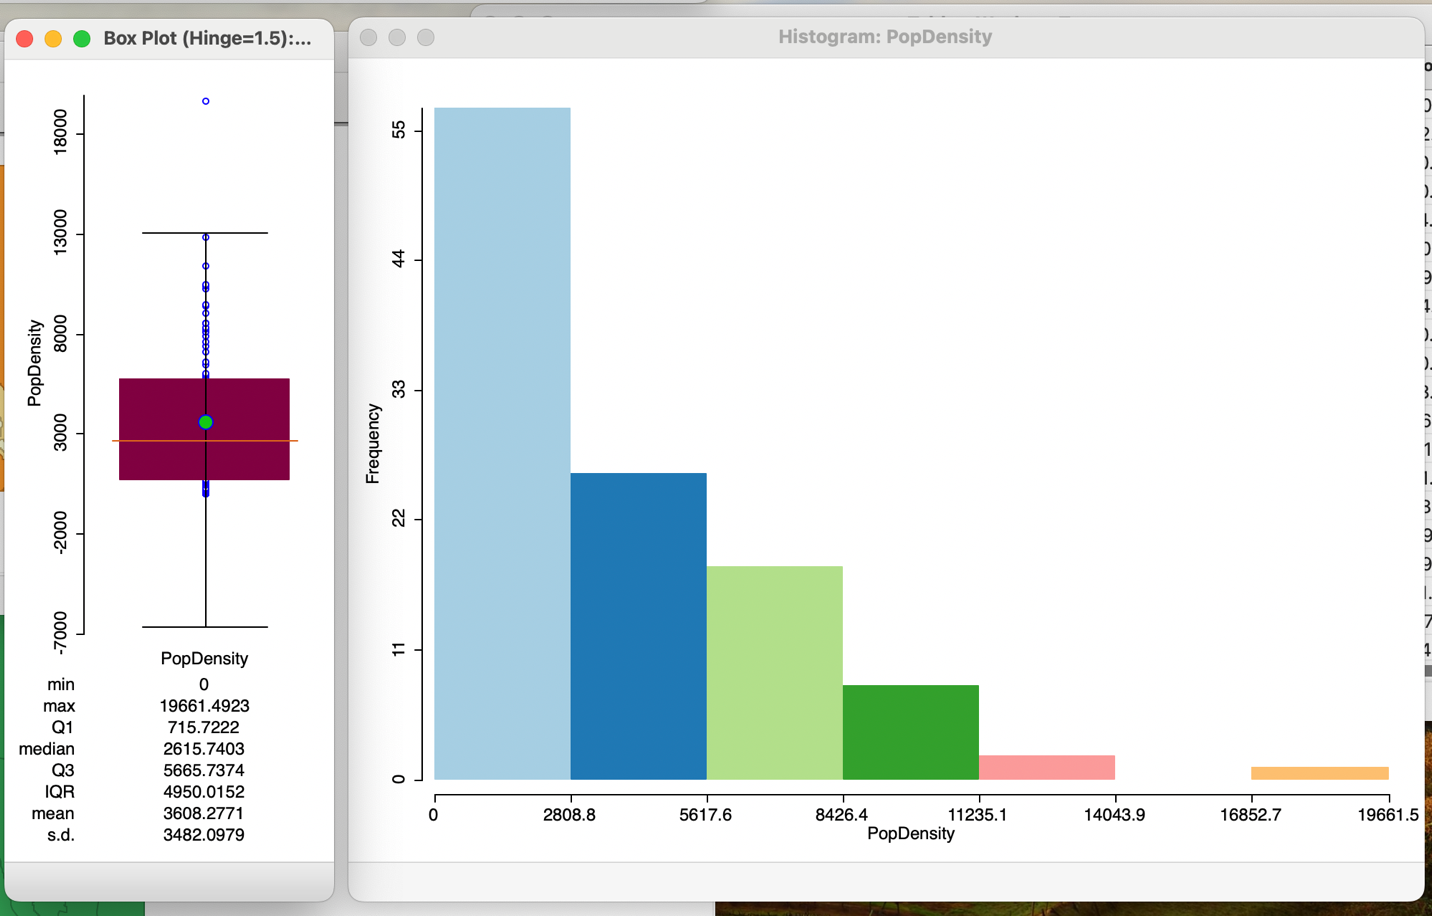 Box Plot (Hinge=1.5):...
18000
13000
8000
3000
-2000
-7000
PopDensity
PopDensity
min 0
max 19661.4923
Q1 715.7222
median 2615.7403
Q3 5665.7374
IQR 4950.0152
mean 3608.2771
s.d. 3482.0979
Histogram: PopDensity
55
44
33
22
11
0
Frequency
0 2808.8 5617.6 8426.4 11235.1 14043.9 16852.7 19661.5
PopDensity